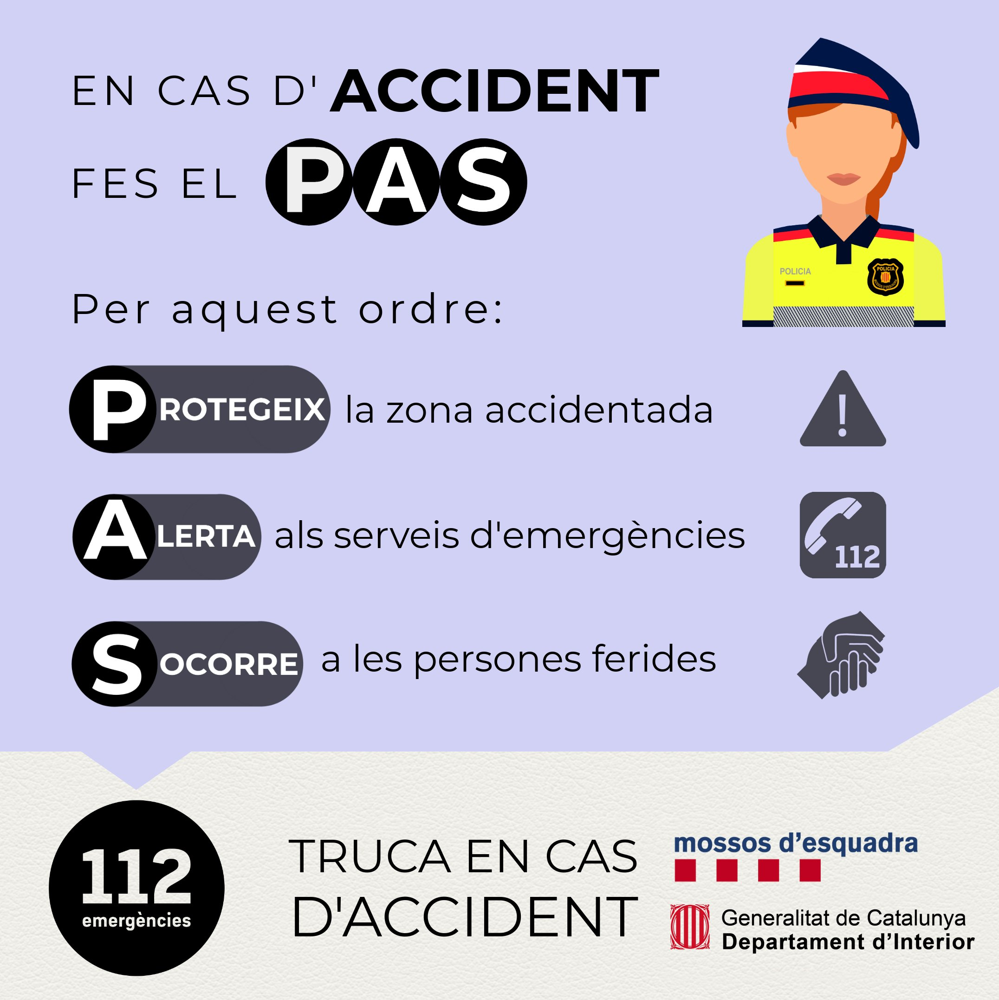 EN CAS D'ACCIDENT
FES EL PAS
POLICIA
POLICIA
MOSSOS D'ESQUADRA
Per aquest ordre:
PROTEGEIX la zona accidentada
ALERTA als serveis d'emergències
112
SOCORRE a les persones ferides
112
emergències
TRUCA EN CAS
D'ACCIDENT
mossos d'esquadra
Generalitat de Catalunya
Departament d'Interior